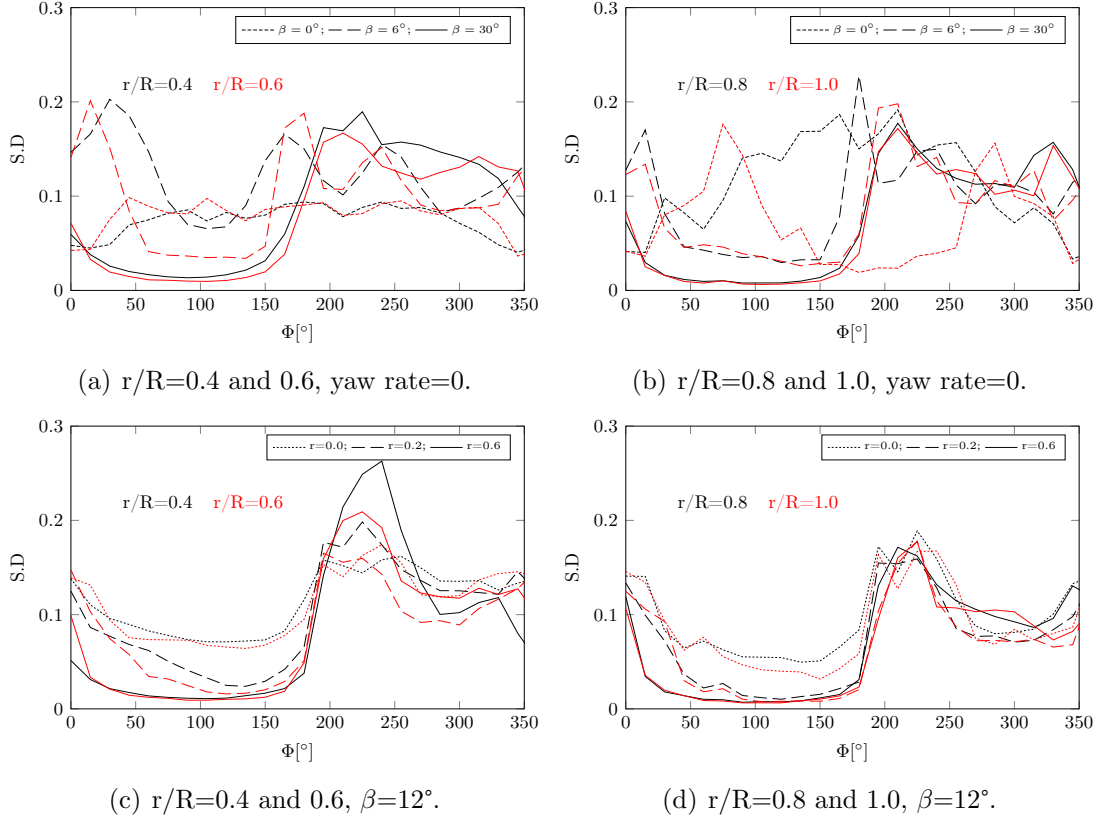 0.3
0.2
0.1
0
S.D
β = 0°; β = 6°; β = 30°
r/R=0.4 r/R=0.6
0 50 100 150 200 250 300 350
Φ[°]
(a) r/R=0.4 and 0.6, yaw rate=0.
0.3
0.2
0.1
0
S.D
β = 0°; β = 6°; β = 30°
r/R=0.8 r/R=1.0
0 50 100 150 200 250 300 350
Φ[°]
(b) r/R=0.8 and 1.0, yaw rate=0.
0.3
0.2
0.1
0
S.D
r=0.0; r=0.2; r=0.6
r/R=0.4 r/R=0.6
0 50 100 150 200 250 300 350
Φ[°]
(c) r/R=0.4 and 0.6, β=12°.
0.3
0.2
0.1
0
S.D
r=0.0; r=0.2; r=0.6
r/R=0.8 r/R=1.0
0 50 100 150 200 250 300 350
Φ[°]
(d) r/R=0.8 and 1.0, β=12°.